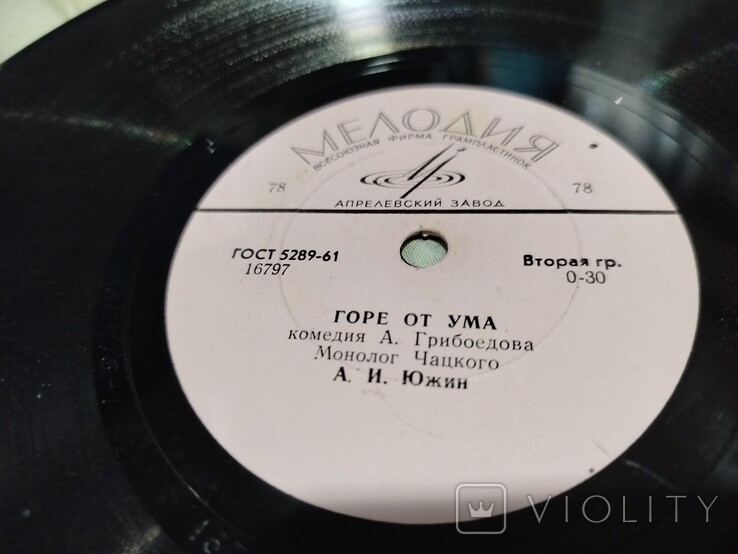 МЕЛОДИЯ
ВСЕСОЮЗНАЯ ФИРМА ГРАМПЛАСТИНОК
78 78
АПРЕЛЕВСКИЙ ЗАВОД
ГОСТ 5289-61 Вторая гр.
16797 0-30
ГОРЕ ОТ УМА
комедия А. Грибоедова
Монолог Чацкого
А. И. Южин
VIOLITY